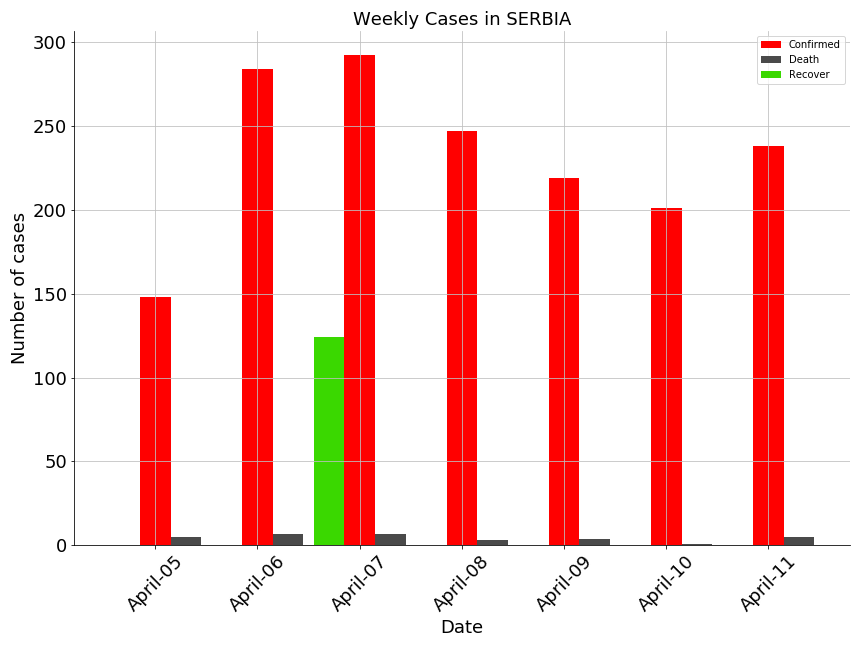 Weekly Cases in SERBIA
Confirmed
Death
Recover
Number of cases
300
250
200
150
100
50
0
April-05
April-06
April-07
April-08
April-09
April-10
April-11
Date